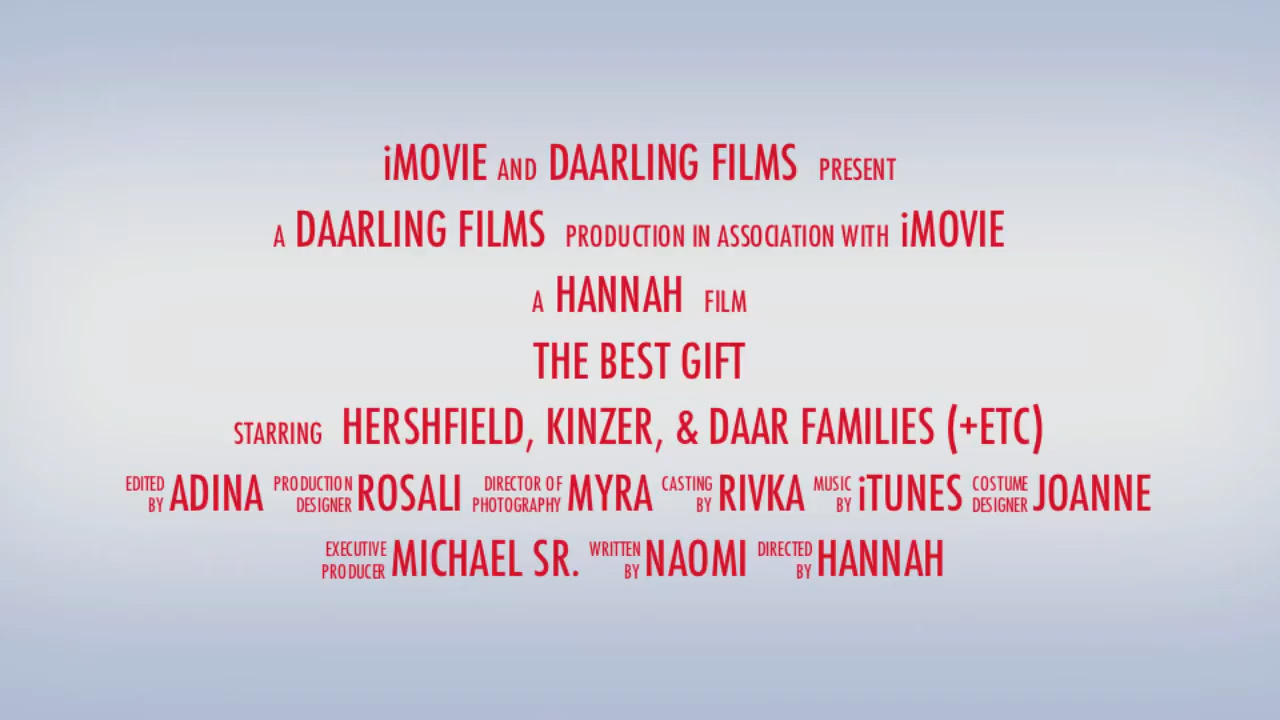 iMOVIE AND DAARLING FILMS PRESENT
A DAARLING FILMS PRODUCTION IN ASSOCIATION WITH iMOVIE
A HANNAH FILM
THE BEST GIFT
STARRING HERSHFIELD, KINZER, & DAAR FAMILIES (+ETC)
EDITED BY ADINA PRODUCTION DESIGNER ROSALI DIRECTOR OF PHOTOGRAPHY MYRA CASTING BY RIVKA MUSIC BY iTUNES COSTUME DESIGNER JOANNE
EXECUTIVE PRODUCER MICHAEL SR. WRITTEN BY NAOMI DIRECTED BY HANNAH